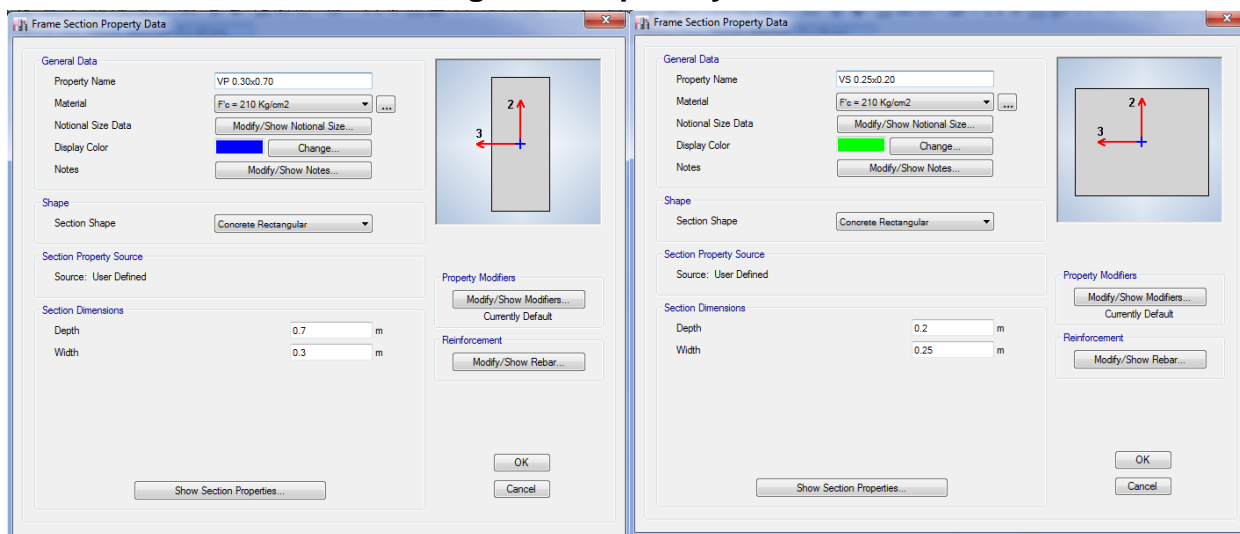 Frame Section Property Data
General Data
Property Name VP 0.30x0.70
Material F'c = 210 Kg/cm2 ...
Notional Size Data Modify/Show Notional Size...
Display Color Change...
Notes Modify/Show Notes...
2
3
Shape
Section Shape Concrete Rectangular
Section Property Source
Source: User Defined
Property Modifiers
Modify/Show Modifiers...
Currently Default
Section Dimensions
Depth 0.7 m
Width 0.3 m
Reinforcement
Modify/Show Rebar...
OK
Show Section Properties... Cancel
Frame Section Property Data
General Data
Property Name VS 0.25x0.20
Material F'c = 210 Kg/cm2 ...
Notional Size Data Modify/Show Notional Size...
Display Color Change...
Notes Modify/Show Notes...
2
3
Shape
Section Shape Concrete Rectangular
Section Property Source
Source: User Defined
Property Modifiers
Modify/Show Modifiers...
Currently Default
Section Dimensions
Depth 0.2 m
Width 0.25 m
Reinforcement
Modify/Show Rebar...
OK
Show Section Properties... Cancel